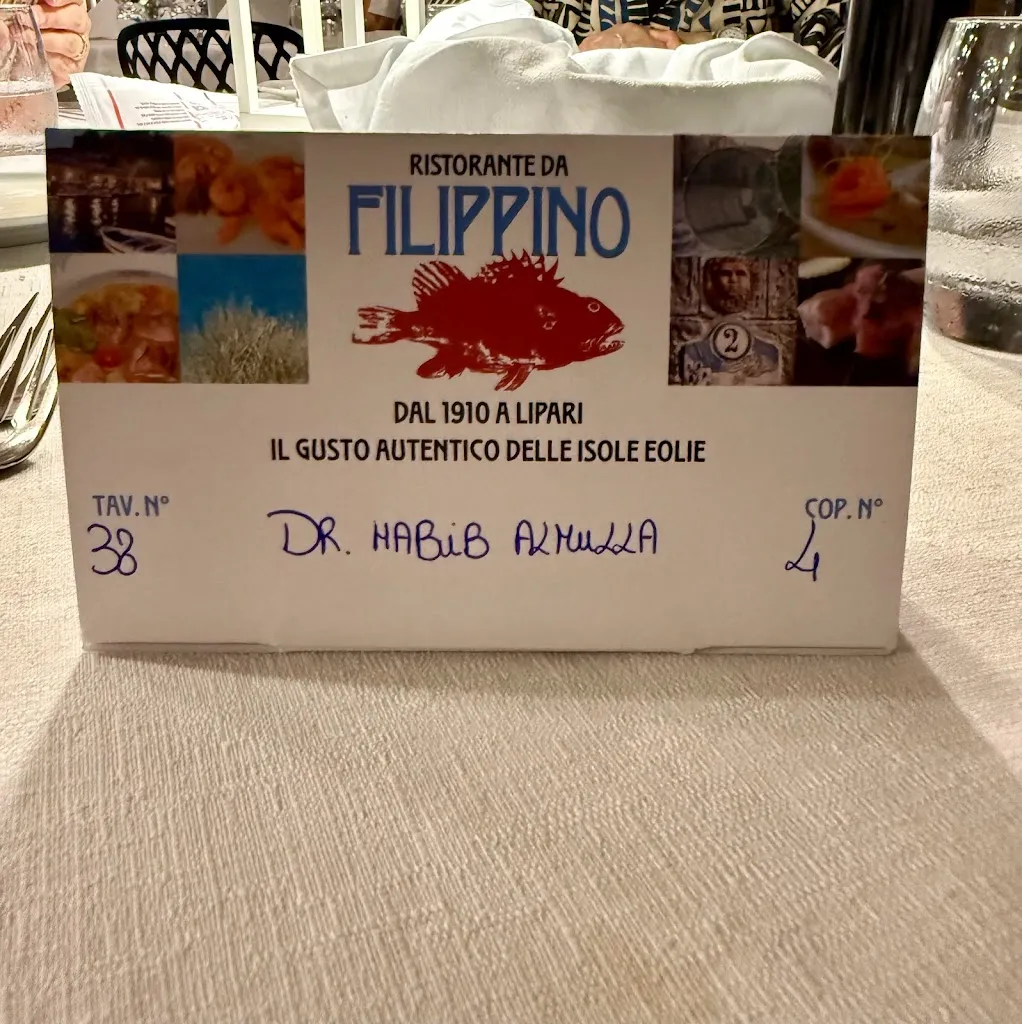 RISTORANTE DA
FILIPPINO
2
DAL 1910 A LIPARI
IL GUSTO AUTENTICO DELLE ISOLE EOLIE
TAV. N° COP. N°
38 DR. HABIB ALMULLA 4